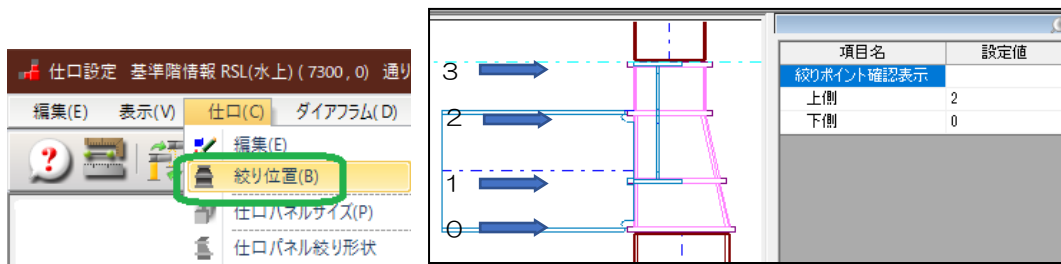 仕口設定 基準階情報 RSL(水上) ( 7300 , 0) 通り
編集(E) 表示(V) 仕口(C) ダイアフラム(D)
編集(E)
絞り位置(B)
仕口パネルサイズ(P)
仕口パネル絞り形状
3
2
1
0
項目名 設定値
絞りポイント確認表示
上側 2
下側 0